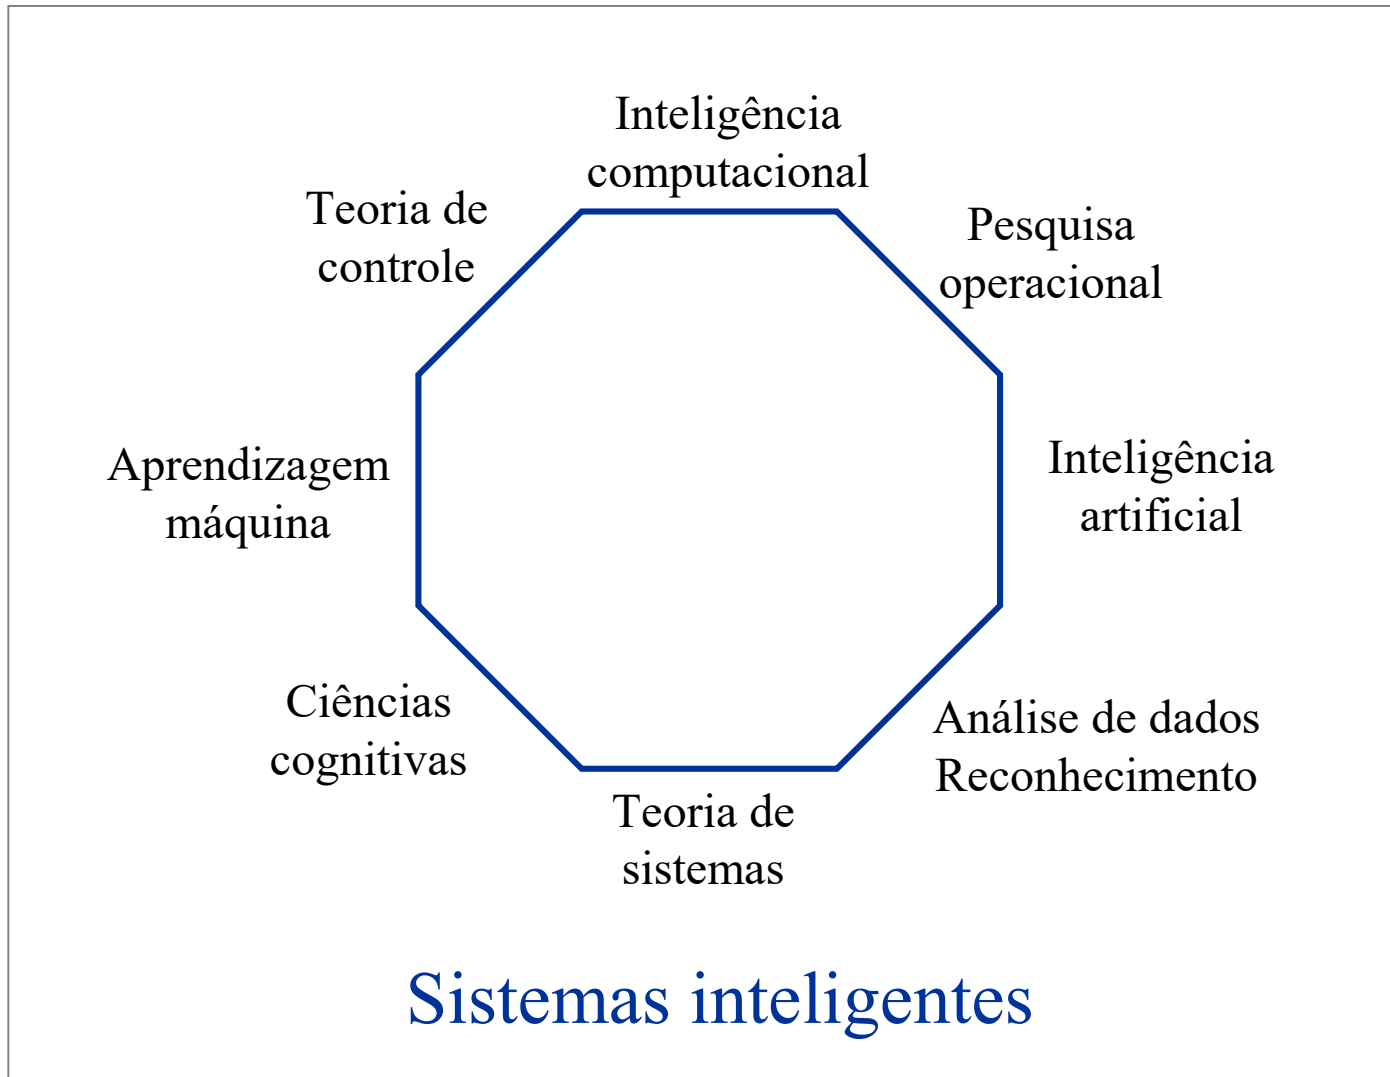 Inteligência
computacional
Teoria de
controle
Pesquisa
operacional
Aprendizagem
máquina
Inteligência
artificial
Ciências
cognitivas
Análise de dados
Reconhecimento
Teoria de
sistemas
Sistemas inteligentes